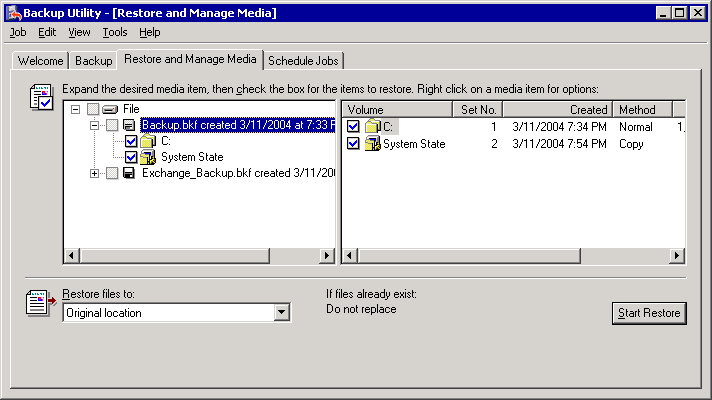 Backup Utility - [Restore and Manage Media]
Job Edit View Tools Help
Welcome Backup Restore and Manage Media Schedule Jobs
Expand the desired media item, then check the box for the items to restore. Right click on a media item for options:
File
Backup.bkf created 3/11/2004 at 7:33 P
C:
System State
Exchange_Backup.bkf created 3/11/200
Volume Set No. Created Method
C: 1 3/11/2004 7:34 PM Normal 1,
System State 2 3/11/2004 7:54 PM Copy
Restore files to:
Original location
If files already exist:
Do not replace
Start Restore